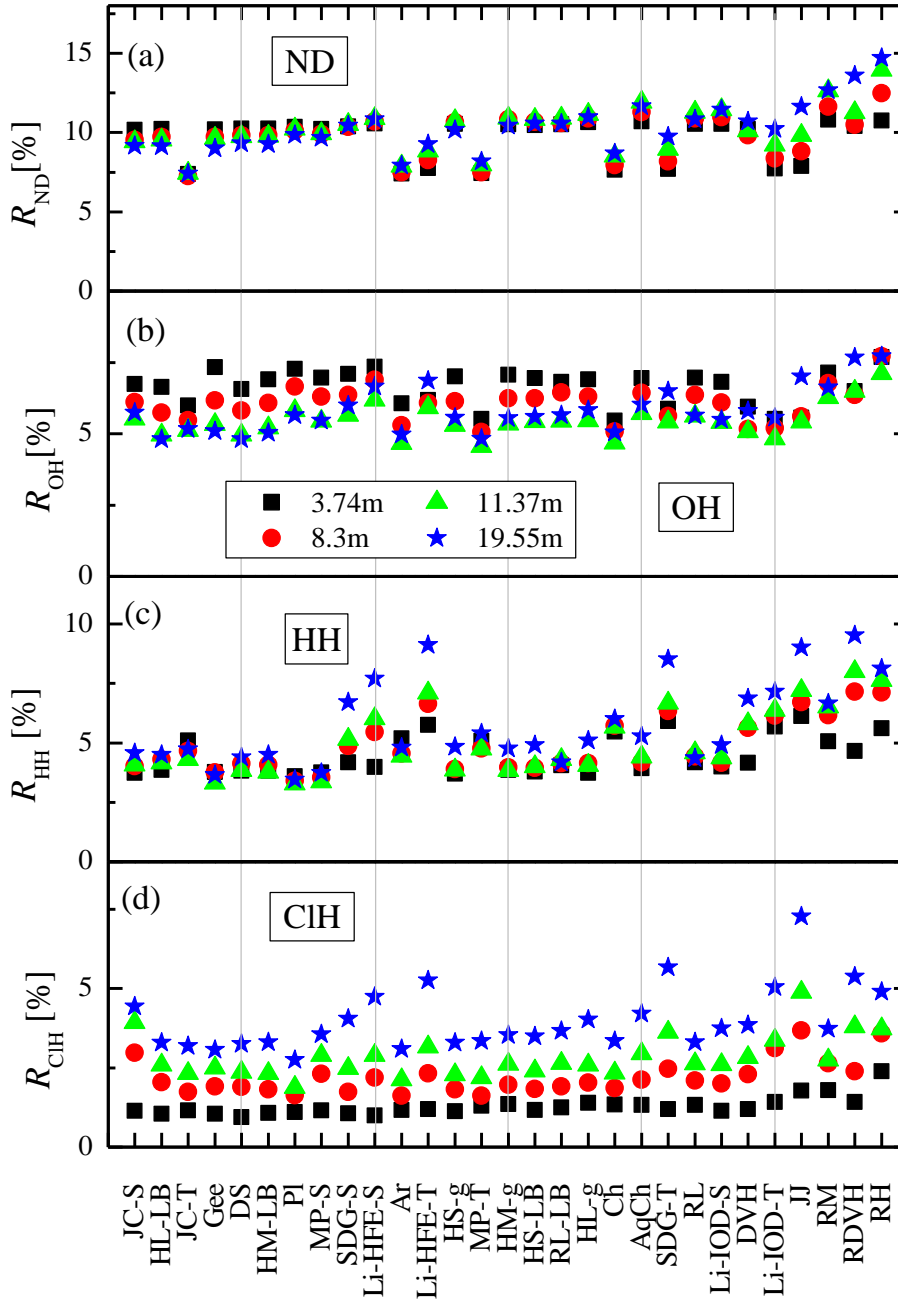 (a)
ND
15
10
5
0
R_ND [%]
(b)
5
0
R_OH [%]
3.74m
11.37m
8.3m
19.55m
OH
(c)
HH
10
5
0
R_HH [%]
(d)
ClH
5
0
R_ClH [%]
JC-S
HL-LB
JC-T
Gee
DS
HM-LB
Pl
MP-S
SDG-S
Li-HFE-S
Ar
Li-HFE-T
HS-g
MP-T
HM-g
HS-LB
RL-LB
HL-g
Ch
AqCh
SDG-T
RL
Li-IOD-S
DVH
Li-IOD-T
JJ
RM
RDVH
RH